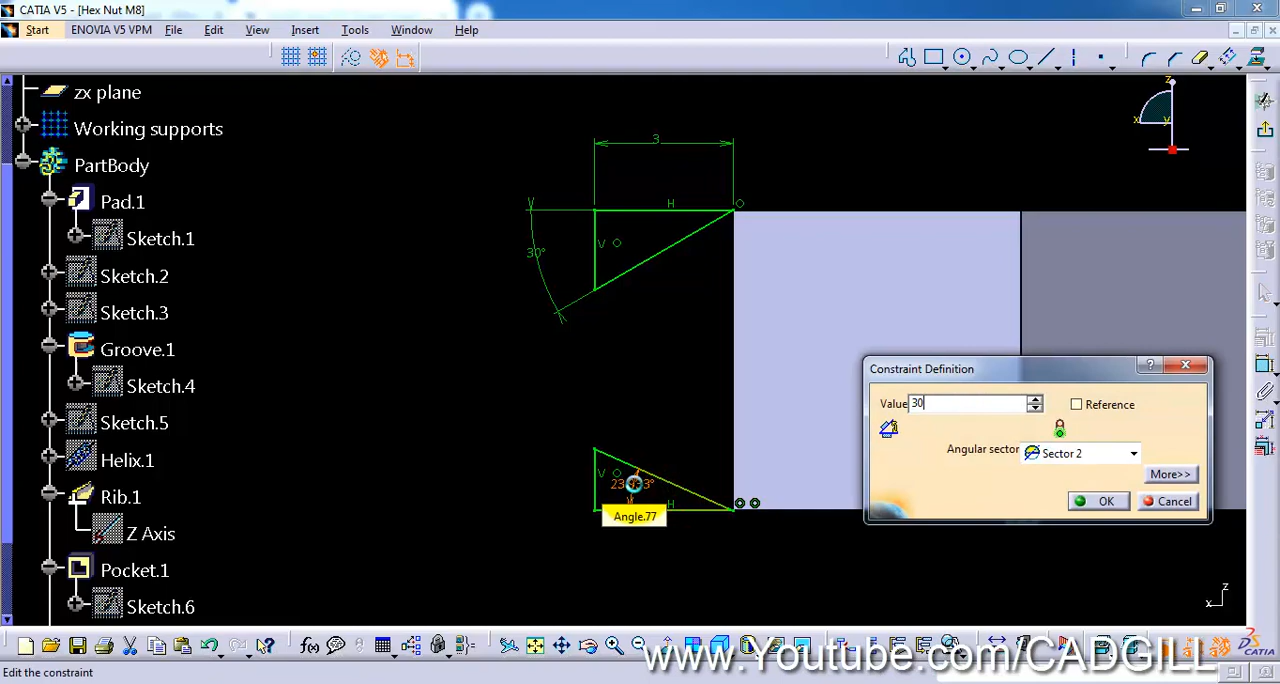 CATIA V5 - [Hex Nut M8]
Start ENOVIA V5 VPM File Edit View Insert Tools Window Help
zx plane
Working supports
PartBody
Pad.1
Sketch.1
Sketch.2
Sketch.3
Groove.1
Sketch.4
Sketch.5
Helix.1
Rib.1
Z Axis
Pocket.1
Sketch.6
3
H
V
30°
V
H
Angle.77
z
x
y
Constraint Definition
Value 30
Reference
Angular sector
Sector 2
More>>
OK
Cancel
z
x
f(x)
CATIA
www.Youtube.com/CADGILL
Edit the constraint